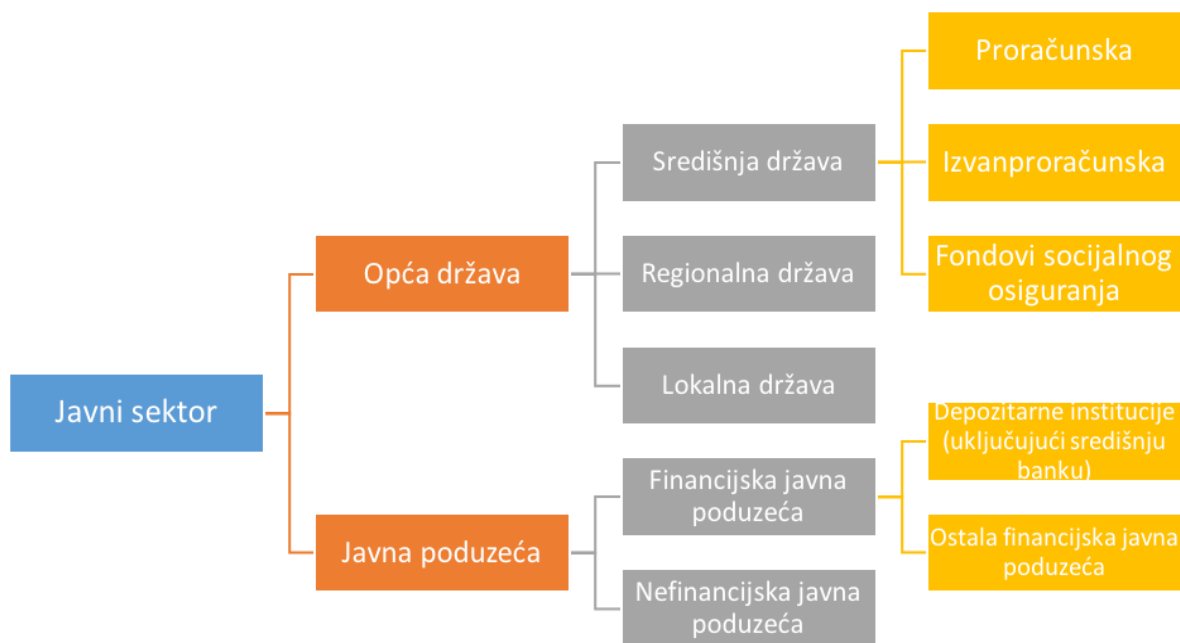 Javni sektor
Opća država
Središnja država
Proračunska
Izvanproračunska
Fondovi socijalnog
osiguranja
Regionalna država
Lokalna država
Javna poduzeća
Financijska javna
poduzeća
Depozitarne institucije
(uključujući središnju
banku)
Ostala financijska javna
poduzeća
Nefinancijska javna
poduzeća